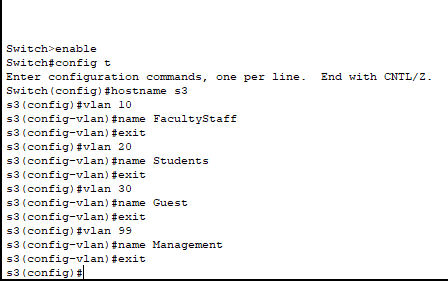 Switch>enable
Switch#config t
Enter configuration commands, one per line.  End with CNTL/Z.
Switch(config)#hostname s3
s3(config)#vlan 10
s3(config-vlan)#name FacultyStaff
s3(config-vlan)#exit
s3(config)#vlan 20
s3(config-vlan)#name Students
s3(config-vlan)#exit
s3(config)#vlan 30
s3(config-vlan)#name Guest
s3(config-vlan)#exit
s3(config)#vlan 99
s3(config-vlan)#name Management
s3(config-vlan)#exit
s3(config)#